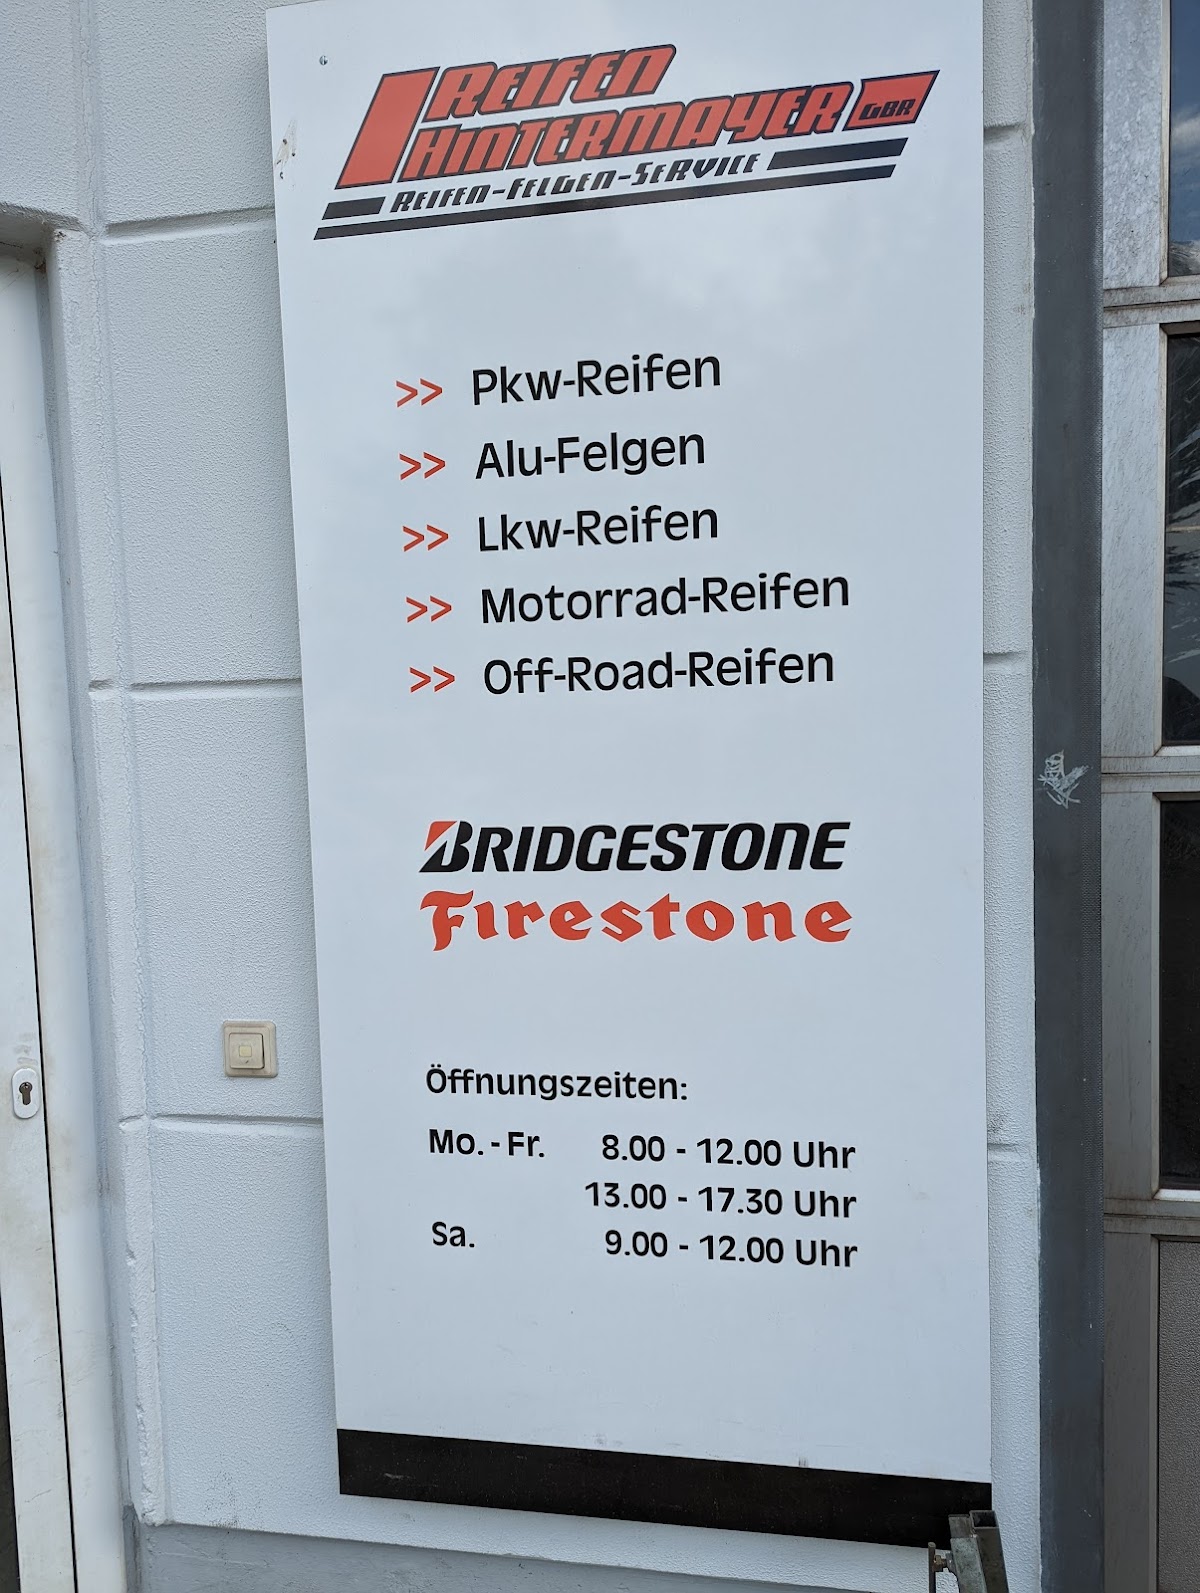 REIFEN
HINTERMAYER GBR
REIFEN-FELGEN-SERVICE
>> Pkw-Reifen
>> Alu-Felgen
>> Lkw-Reifen
>> Motorrad-Reifen
>> Off-Road-Reifen
BRIDGESTONE
Firestone
Öffnungszeiten:
Mo. - Fr. 8.00 - 12.00 Uhr
13.00 - 17.30 Uhr
Sa. 9.00 - 12.00 Uhr